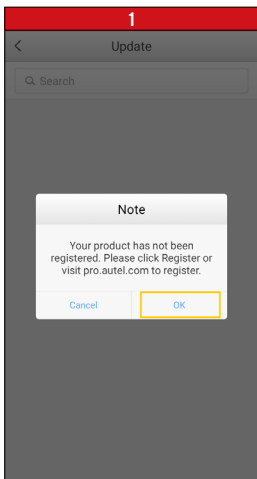 1
Update
Search
Note
Your product has not been
registered. Please click Register or
visit pro.autel.com to register.
Cancel
OK